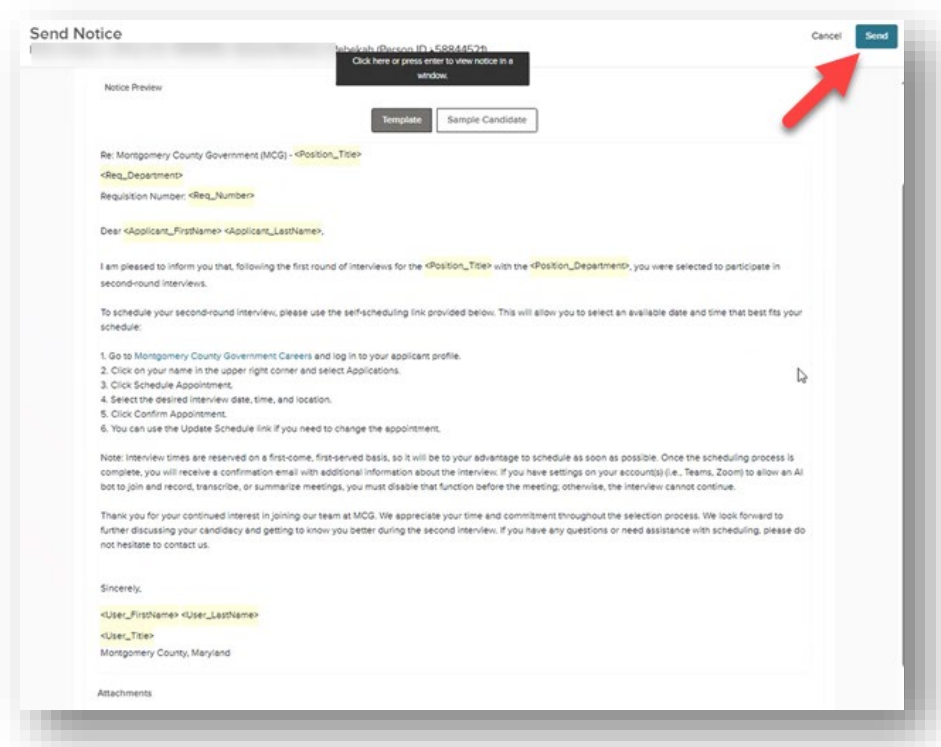 Send Notice
Cancel
Send
(Person ID - 58844521)
Click here or press enter to view notice in a
window.
Notice Preview
Template
Sample Candidate
Re: Montgomery County Government (MCG) - <Position_Title>
<Req_Department>
Requisition Number: <Req_Number>
Dear <Applicant_FirstName> <Applicant_LastName>,
I am pleased to inform you that, following the first round of interviews for the <Position_Title> with the <Position_Department>, you were selected to participate in
second-round interviews.
To schedule your second-round interview, please use the self-scheduling link provided below. This will allow you to select an available date and time that best fits your
schedule:
1. Go to Montgomery County Government Careers and log in to your applicant profile.
2. Click on your name in the upper right corner and select Applications.
3. Click Schedule Appointment.
4. Select the desired interview date, time, and location.
5. Click Confirm Appointment.
6. You can use the Update Schedule link if you need to change the appointment.
Note: Interview times are reserved on a first-come, first-served basis, so it will be to your advantage to schedule as soon as possible. Once the scheduling process is
complete, you will receive a confirmation email with additional information about the interview. If you have settings on your account(s) (i.e., Teams, Zoom) to allow an AI
bot to join and record, transcribe, or summarize meetings, you must disable that function before the meeting; otherwise, the interview cannot continue.
Thank you for your continued interest in joining our team at MCG. We appreciate your time and commitment throughout the selection process. We look forward to
further discussing your candidacy and getting to know you better during the second interview. If you have any questions or need assistance with scheduling, please do
not hesitate to contact us.
Sincerely,
<User_FirstName> <User_LastName>
<User_Title>
Montgomery County, Maryland
Attachments